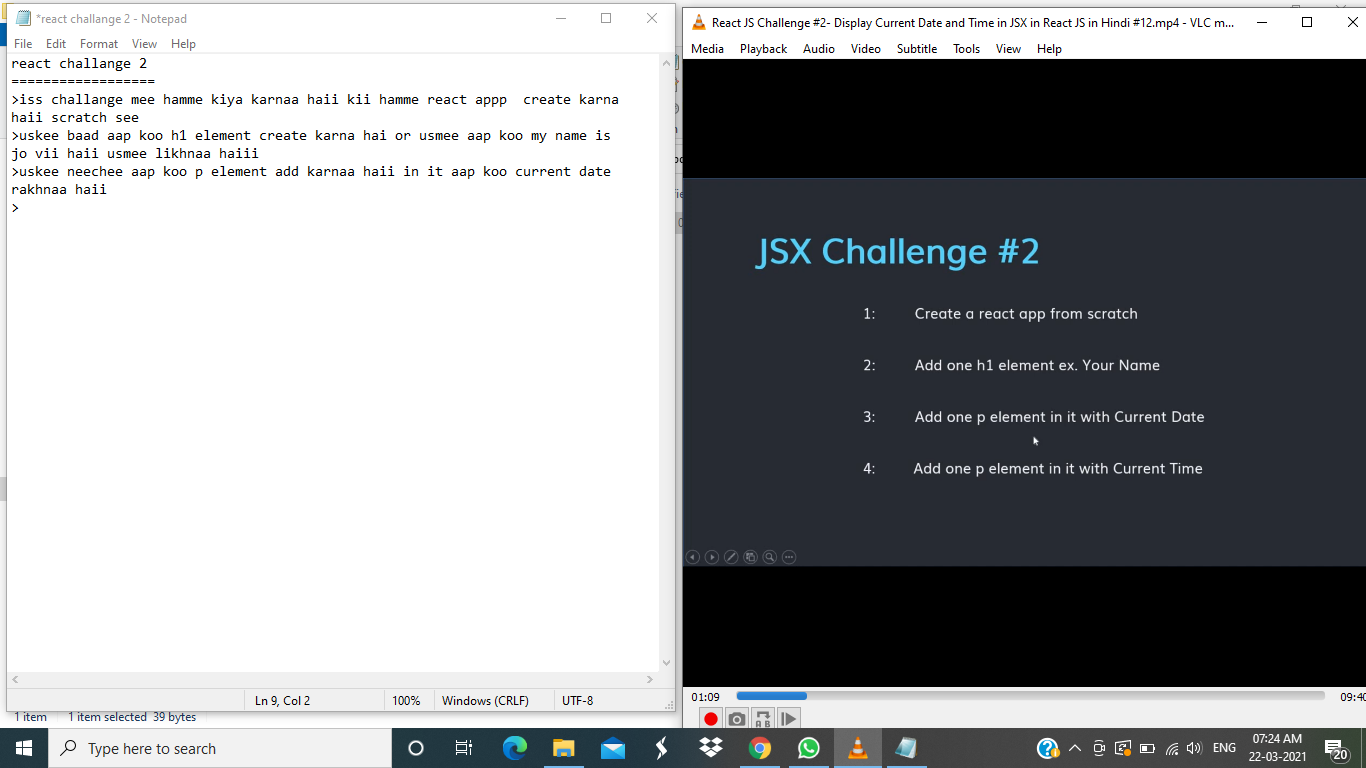 *react challange 2 - Notepad
File Edit Format View Help
react challange 2
==================
>iss challange mee hamme kiya karnaa haii kii hamme react appp  create karna
haii scratch see
>uskee baad aap koo h1 element create karna hai or usmee aap koo my name is
jo vii haii usmee likhnaa haiii
>uskee neechee aap koo p element add karnaa haii in it aap koo current date
rakhnaa haii
>
Ln 9, Col 2 100% Windows (CRLF) UTF-8
1 item 1 item selected 39 bytes
React JS Challenge #2- Display Current Date and Time in JSX in React JS in Hindi #12.mp4 - VLC m...
Media Playback Audio Video Subtitle Tools View Help
JSX Challenge #2
1: Create a react app from scratch
2: Add one h1 element ex. Your Name
3: Add one p element in it with Current Date
4: Add one p element in it with Current Time
01:09 09:40
A B
Type here to search
ENG
07:24 AM
22-03-2021
20